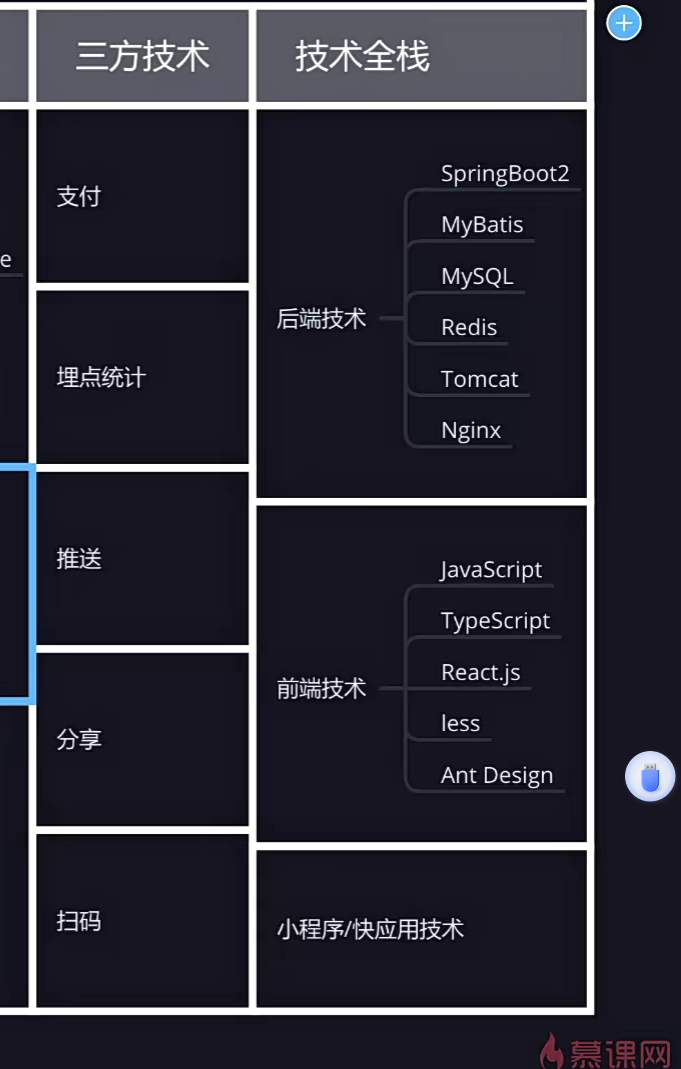 三方技术
技术全栈
e
支付
埋点统计
推送
分享
扫码
后端技术
SpringBoot2
MyBatis
MySQL
Redis
Tomcat
Nginx
前端技术
JavaScript
TypeScript
React.js
less
Ant Design
小程序/快应用技术
慕课网